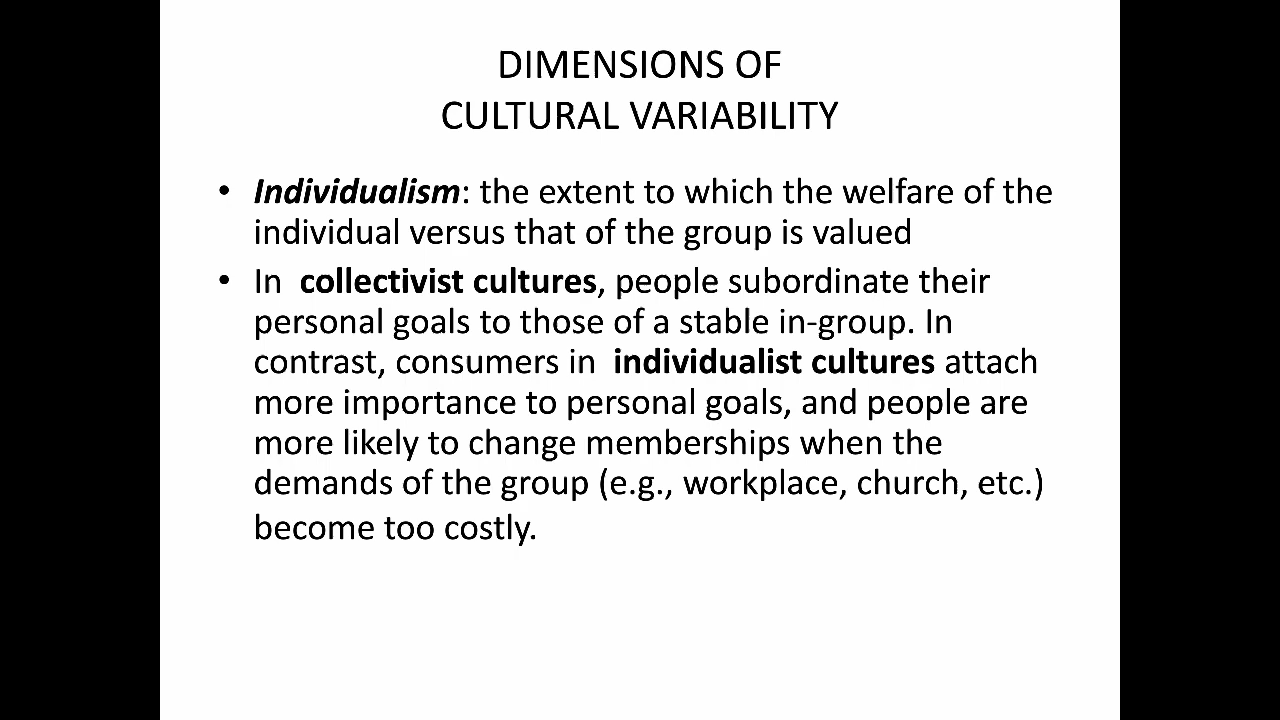 DIMENSIONS OF
CULTURAL VARIABILITY
• Individualism: the extent to which the welfare of the
individual versus that of the group is valued
• In collectivist cultures, people subordinate their
personal goals to those of a stable in-group. In
contrast, consumers in individualist cultures attach
more importance to personal goals, and people are
more likely to change memberships when the
demands of the group (e.g., workplace, church, etc.)
become too costly.